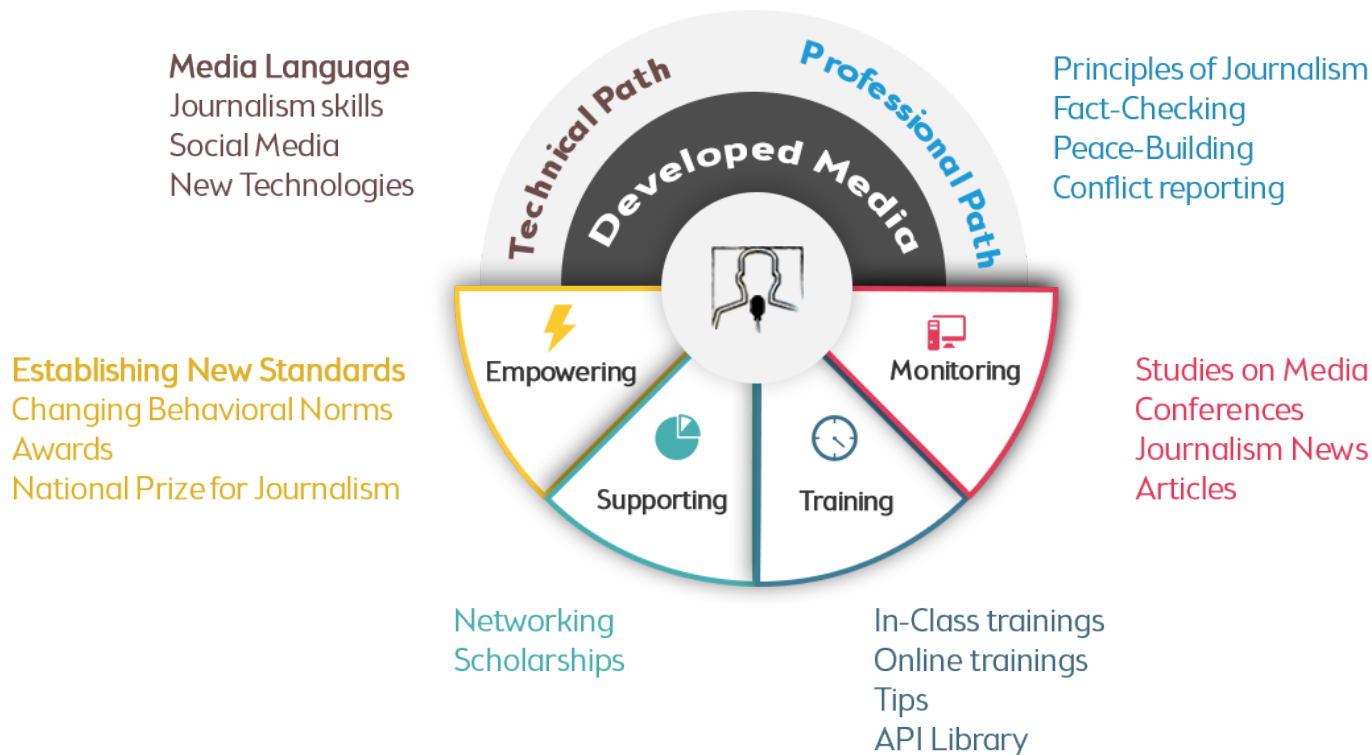 Media Language
Journalism skills
Social Media
New Technologies
Technical Path
Professional Path
Developed Media
Principles of Journalism
Fact-Checking
Peace-Building
Conflict reporting
Establishing New Standards
Changing Behavioral Norms
Awards
National Prize for Journalism
Empowering
Supporting
Training
Monitoring
Studies on Media
Conferences
Journalism News
Articles
Networking
Scholarships
In-Class trainings
Online trainings
Tips
API Library